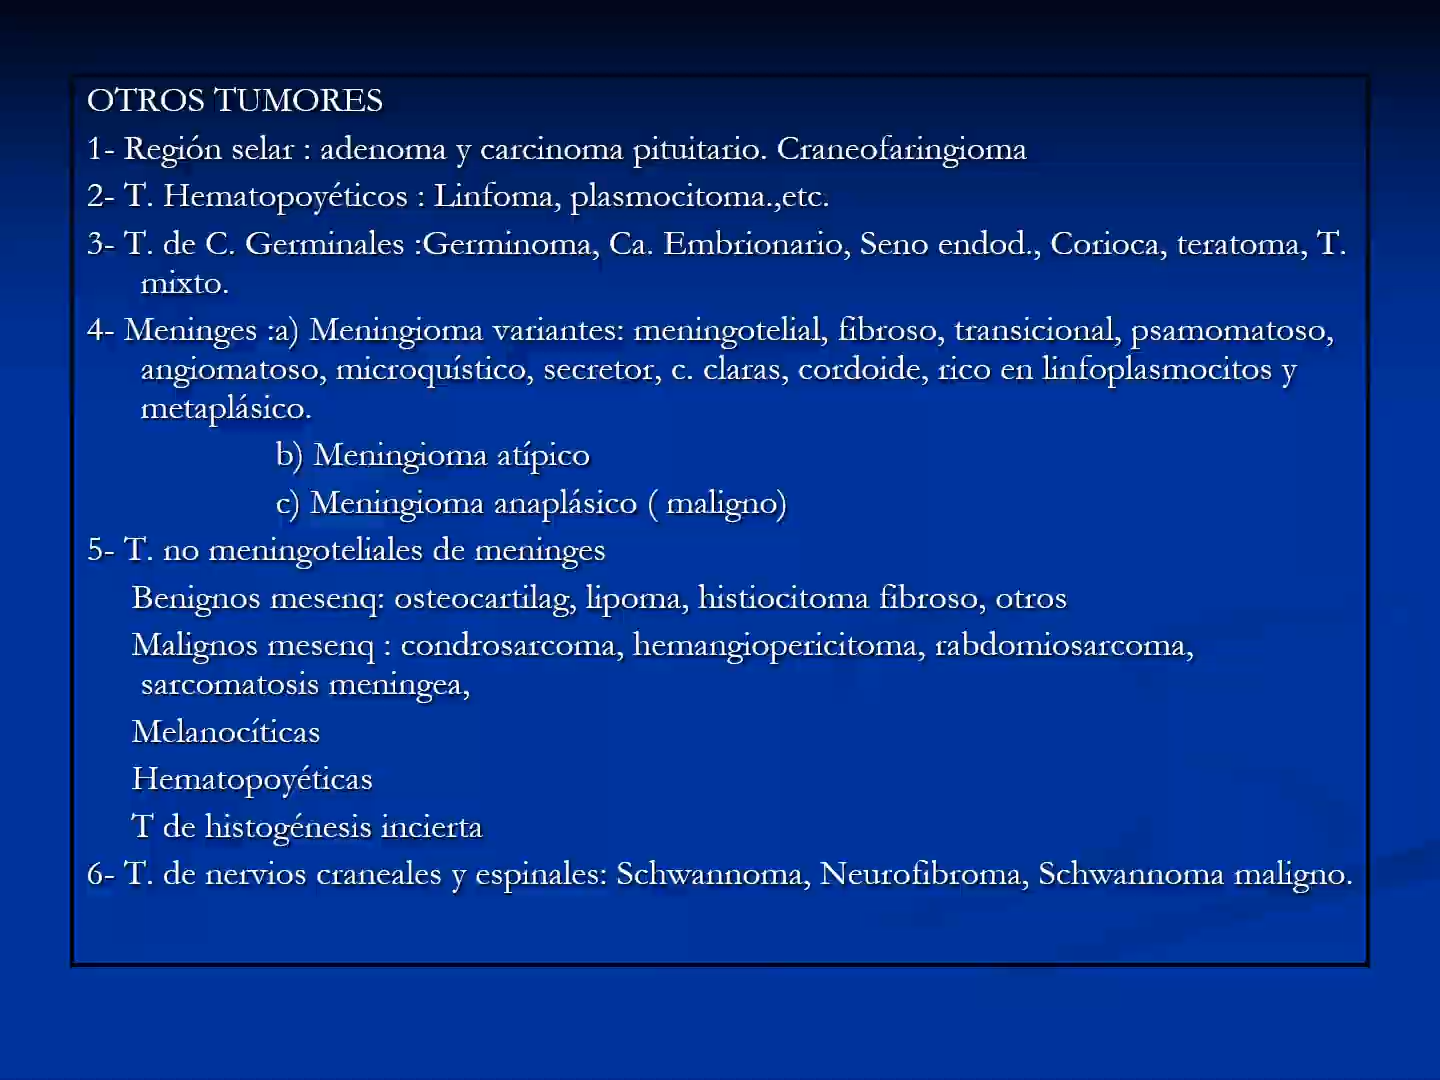 OTROS TUMORES
1- Región selar : adenoma y carcinoma pituitario. Craneofaringioma
2- T. Hematopoyéticos : Linfoma, plasmocitoma.,etc.
3- T. de C. Germinales :Germinoma, Ca. Embrionario, Seno endod., Corioca, teratoma, T.
mixto.
4- Meninges :a) Meningioma variantes: meningotelial, fibroso, transicional, psamomatoso,
angiomatoso, microquístico, secretor, c. claras, cordoide, rico en linfoplasmocitos y
metaplásico.
b) Meningioma atípico
c) Meningioma anaplásico ( maligno)
5- T. no meningoteliales de meninges
Benignos mesenq: osteocartilag, lipoma, histiocitoma fibroso, otros
Malignos mesenq : condrosarcoma, hemangiopericitoma, rabdomiosarcoma,
sarcomatosis meningea,
Melanocíticas
Hematopoyéticas
T de histogénesis incierta
6- T. de nervios craneales y espinales: Schwannoma, Neurofibroma, Schwannoma maligno.